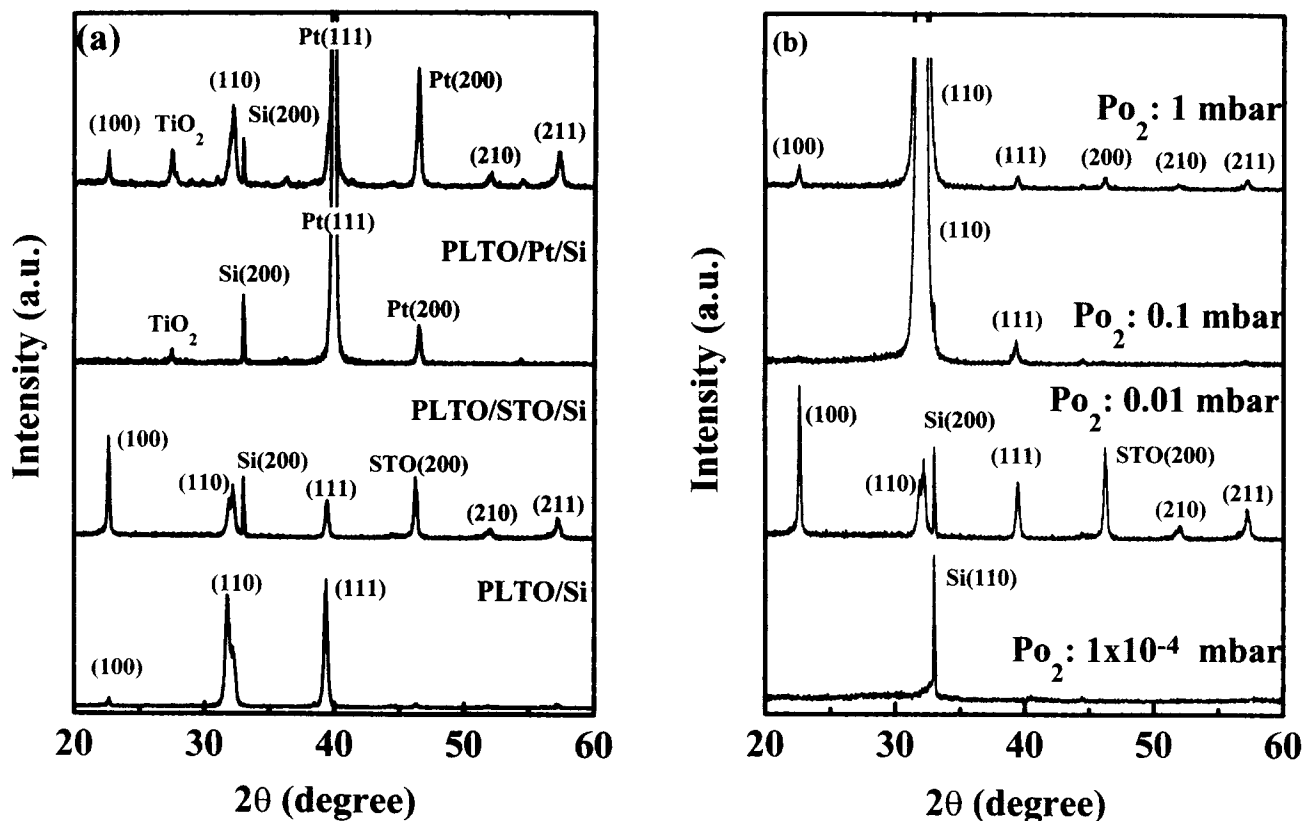 (a)
Pt(111)
(110)
Pt(200)
(100)
TiO2
Si(200)
(210)
(211)
Pt(111)
PLTO/Pt/Si
Si(200)
TiO2
Pt(200)
PLTO/STO/Si
(100)
(110)
Si(200)
(111)
STO(200)
(210)
(211)
(110)
(111)
PLTO/Si
(100)
20 30 40 50 60
2θ (degree)
Intensity (a.u.)
(b)
(110)
Po2: 1 mbar
(100)
(111)
(200)
(210)
(211)
(110)
(111)
Po2: 0.1 mbar
Po2: 0.01 mbar
(100)
Si(200)
(110)
(111)
STO(200)
(210)
(211)
Si(110)
Po2: 1x10-4 mbar
20 30 40 50 60
2θ (degree)
Intensity (a.u.)